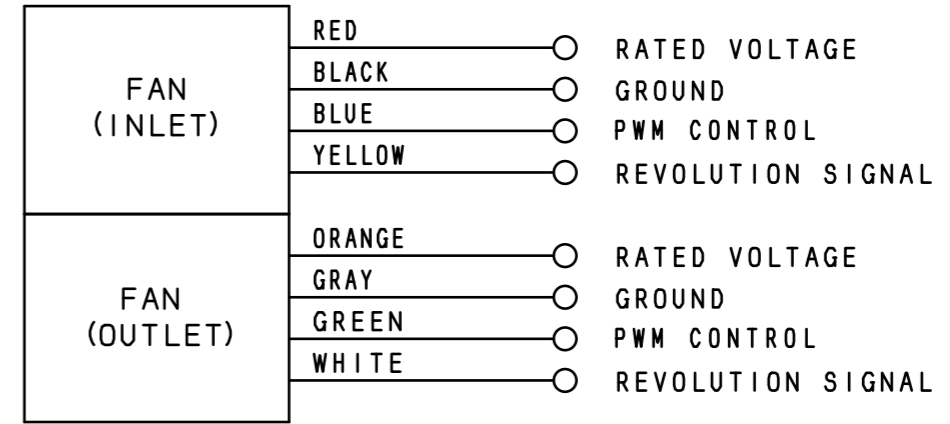 FAN
(INLET)
RED
RATED VOLTAGE
BLACK
GROUND
BLUE
PWM CONTROL
YELLOW
REVOLUTION SIGNAL
FAN
(OUTLET)
ORANGE
RATED VOLTAGE
GRAY
GROUND
GREEN
PWM CONTROL
WHITE
REVOLUTION SIGNAL